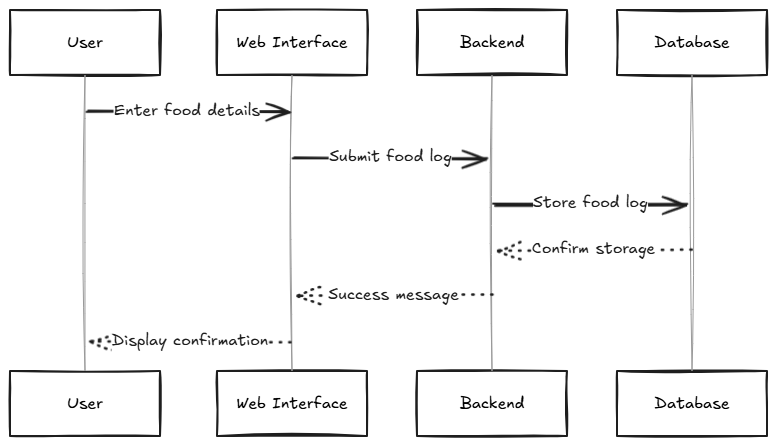 User
Web Interface
Backend
Database
Enter food details
Submit food log
Store food log
Confirm storage
Success message
Display confirmation
User
Web Interface
Backend
Database